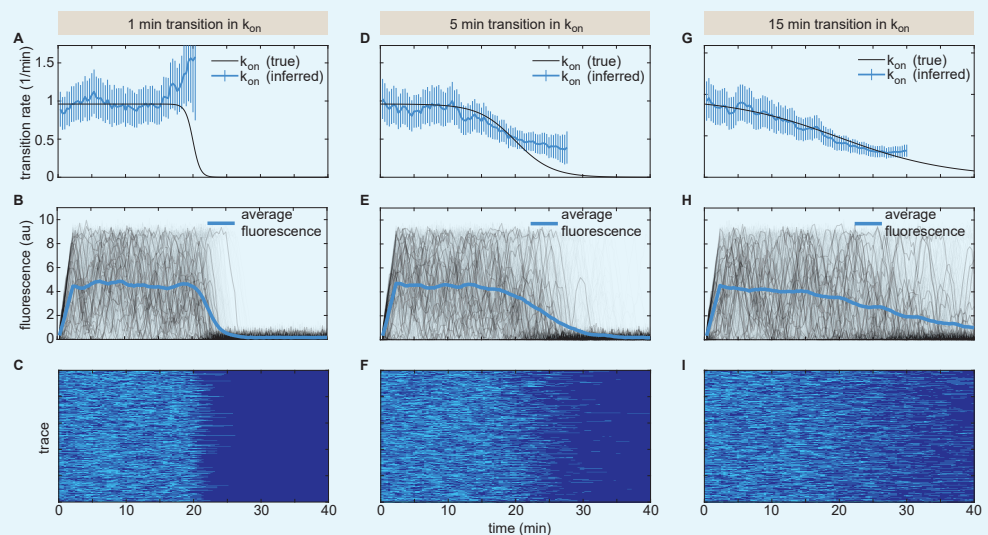 1 min transition in kon
5 min transition in kon
15 min transition in kon
A
D
G
transition rate (1/min)
1.5
1
0.5
0
kon (true)
kon (inferred)
kon (true)
kon (inferred)
kon (true)
kon (inferred)
B
E
H
fluorescence (au)
10
8
6
4
2
0
average
fluorescence
average
fluorescence
average
fluorescence
C
F
I
trace
0 10 20 30 40
0 10 20 30 40
0 10 20 30 40
time (min)